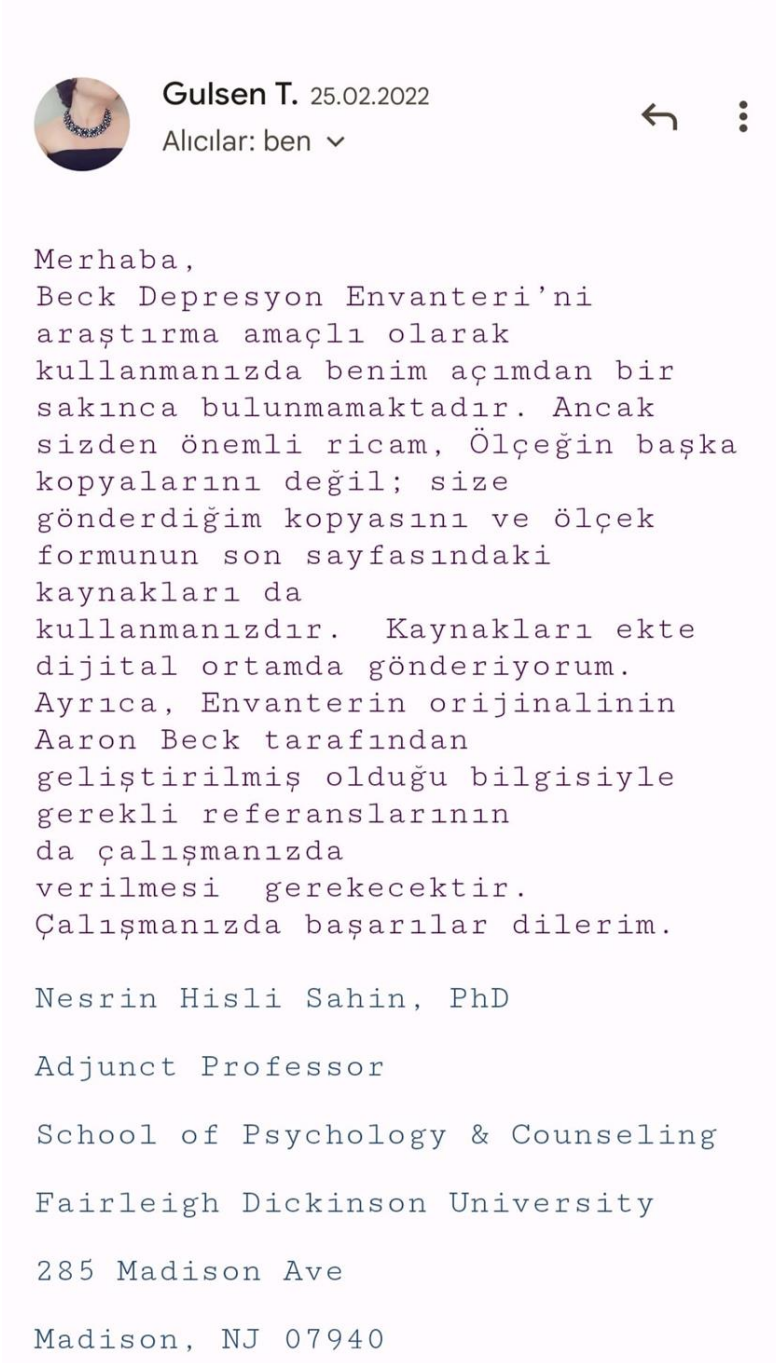 Gulsen T. 25.02.2022
Alıcılar: ben
Merhaba,
Beck Depresyon Envanteri’ni
araştırma amaçlı olarak
kullanmanızda benim açımdan bir
sakınca bulunmamaktadır. Ancak
sizden önemli ricam, Ölçeğin başka
kopyalarını değil; size
gönderdiğim kopyasını ve ölçek
formunun son sayfasındaki
kaynakları da
kullanmanızdır.  Kaynakları ekte
dijital ortamda gönderiyorum.
Ayrıca, Envanterin orijinalinin
Aaron Beck tarafından
geliştirilmiş olduğu bilgisiyle
gerekli referanslarının
da çalışmanızda
verilmesi  gerekecektir.
Çalışmanızda başarılar dilerim.
Nesrin Hisli Sahin, PhD
Adjunct Professor
School of Psychology & Counseling
Fairleigh Dickinson University
285 Madison Ave
Madison, NJ 07940